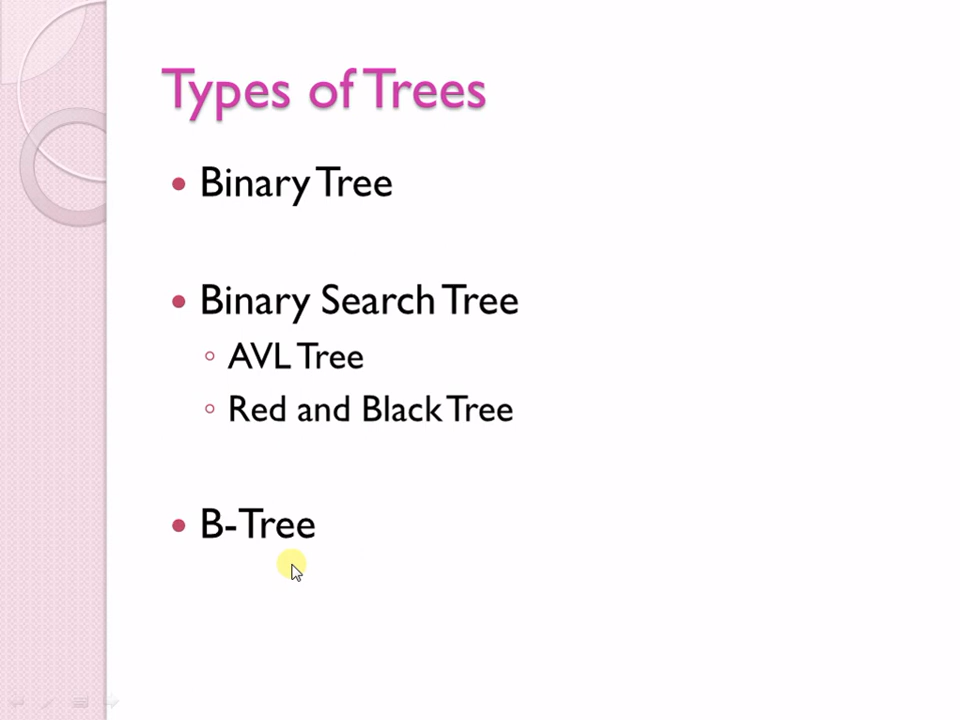 Types of Trees
Binary Tree
Binary Search Tree
AVL Tree
Red and Black Tree
B-Tree